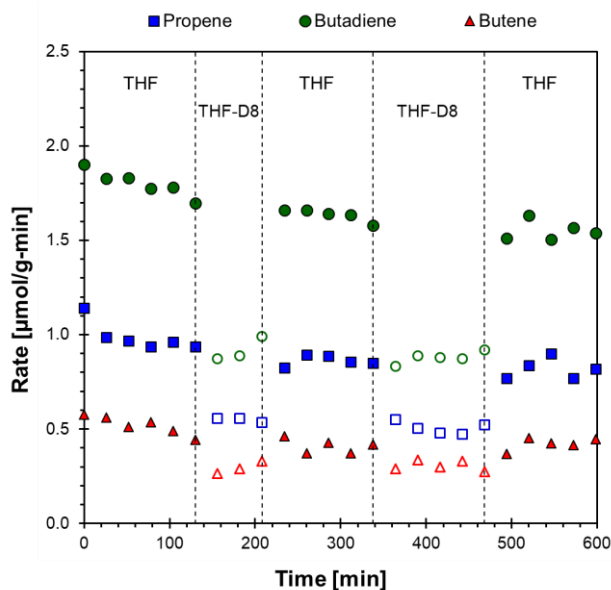 Propene Butadiene Butene
2.5
THF THF THF
THF-D8 THF-D8
2.0
1.5
Rate [µmol/g-min]
1.0
0.5
0.0
0 100 200 300 400 500 600
Time [min]